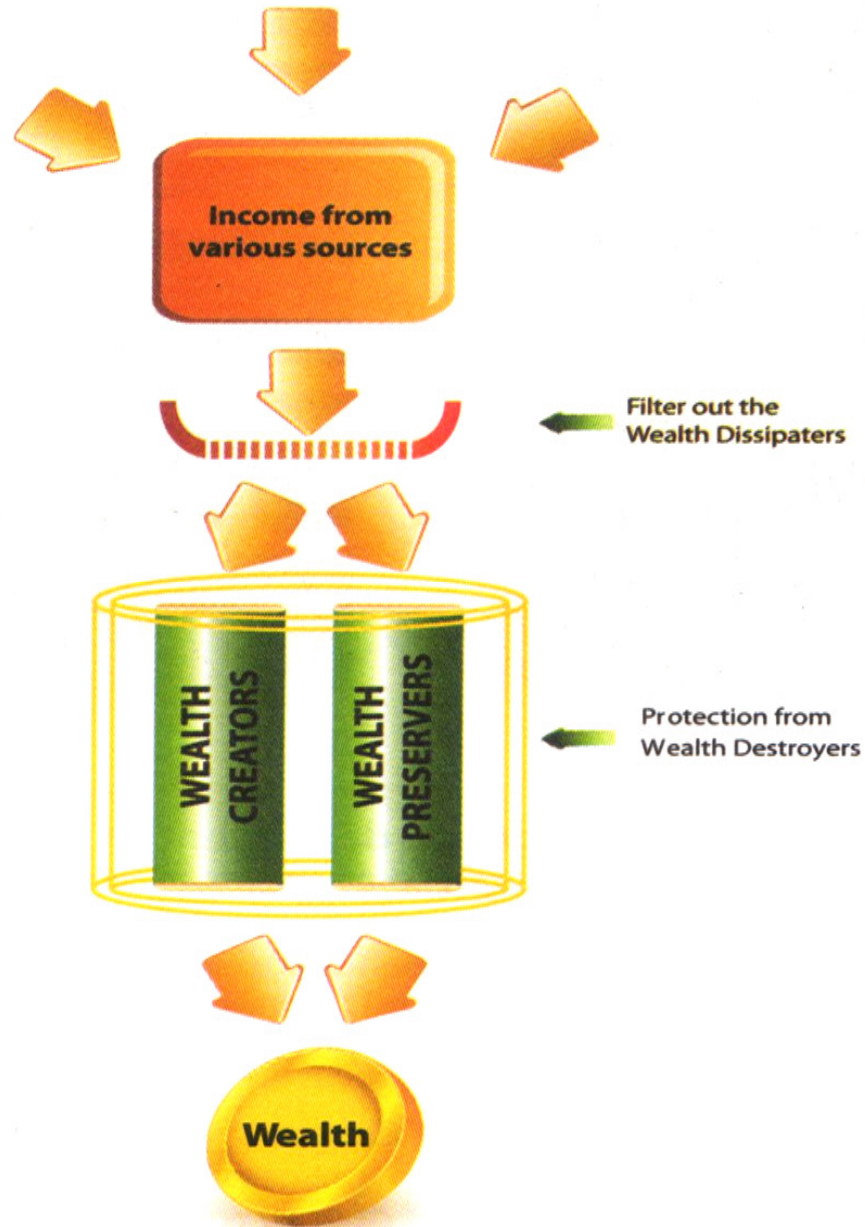 Income from
various sources
Filter out the
Wealth Dissipaters
WEALTH
CREATORS
WEALTH
PRESERVERS
Protection from
Wealth Destroyers
Wealth